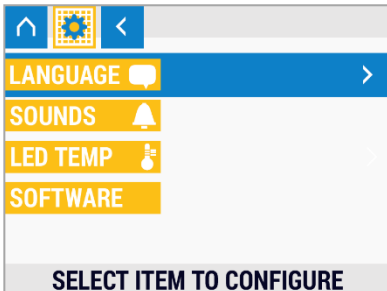 LANGUAGE
SOUNDS
LED TEMP
SOFTWARE
SELECT ITEM TO CONFIGURE